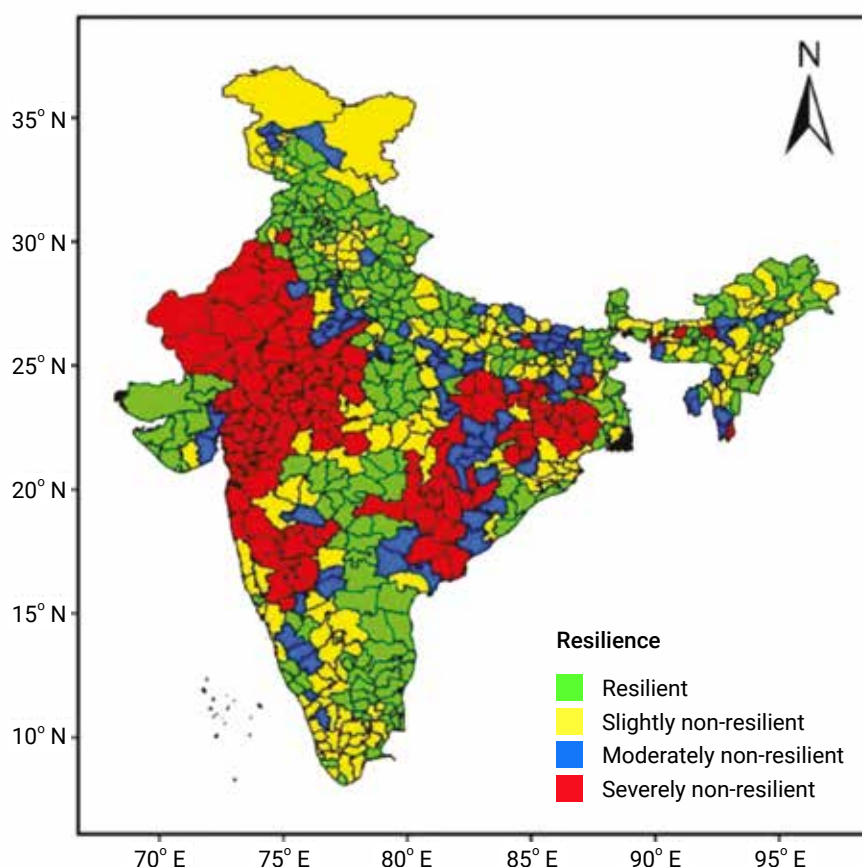 N
35° N
30° N
25° N
20° N
15° N
10° N
Resilience
Resilient
Slightly non-resilient
Moderately non-resilient
Severely non-resilient
70° E 75° E 80° E 85° E 90° E 95° E